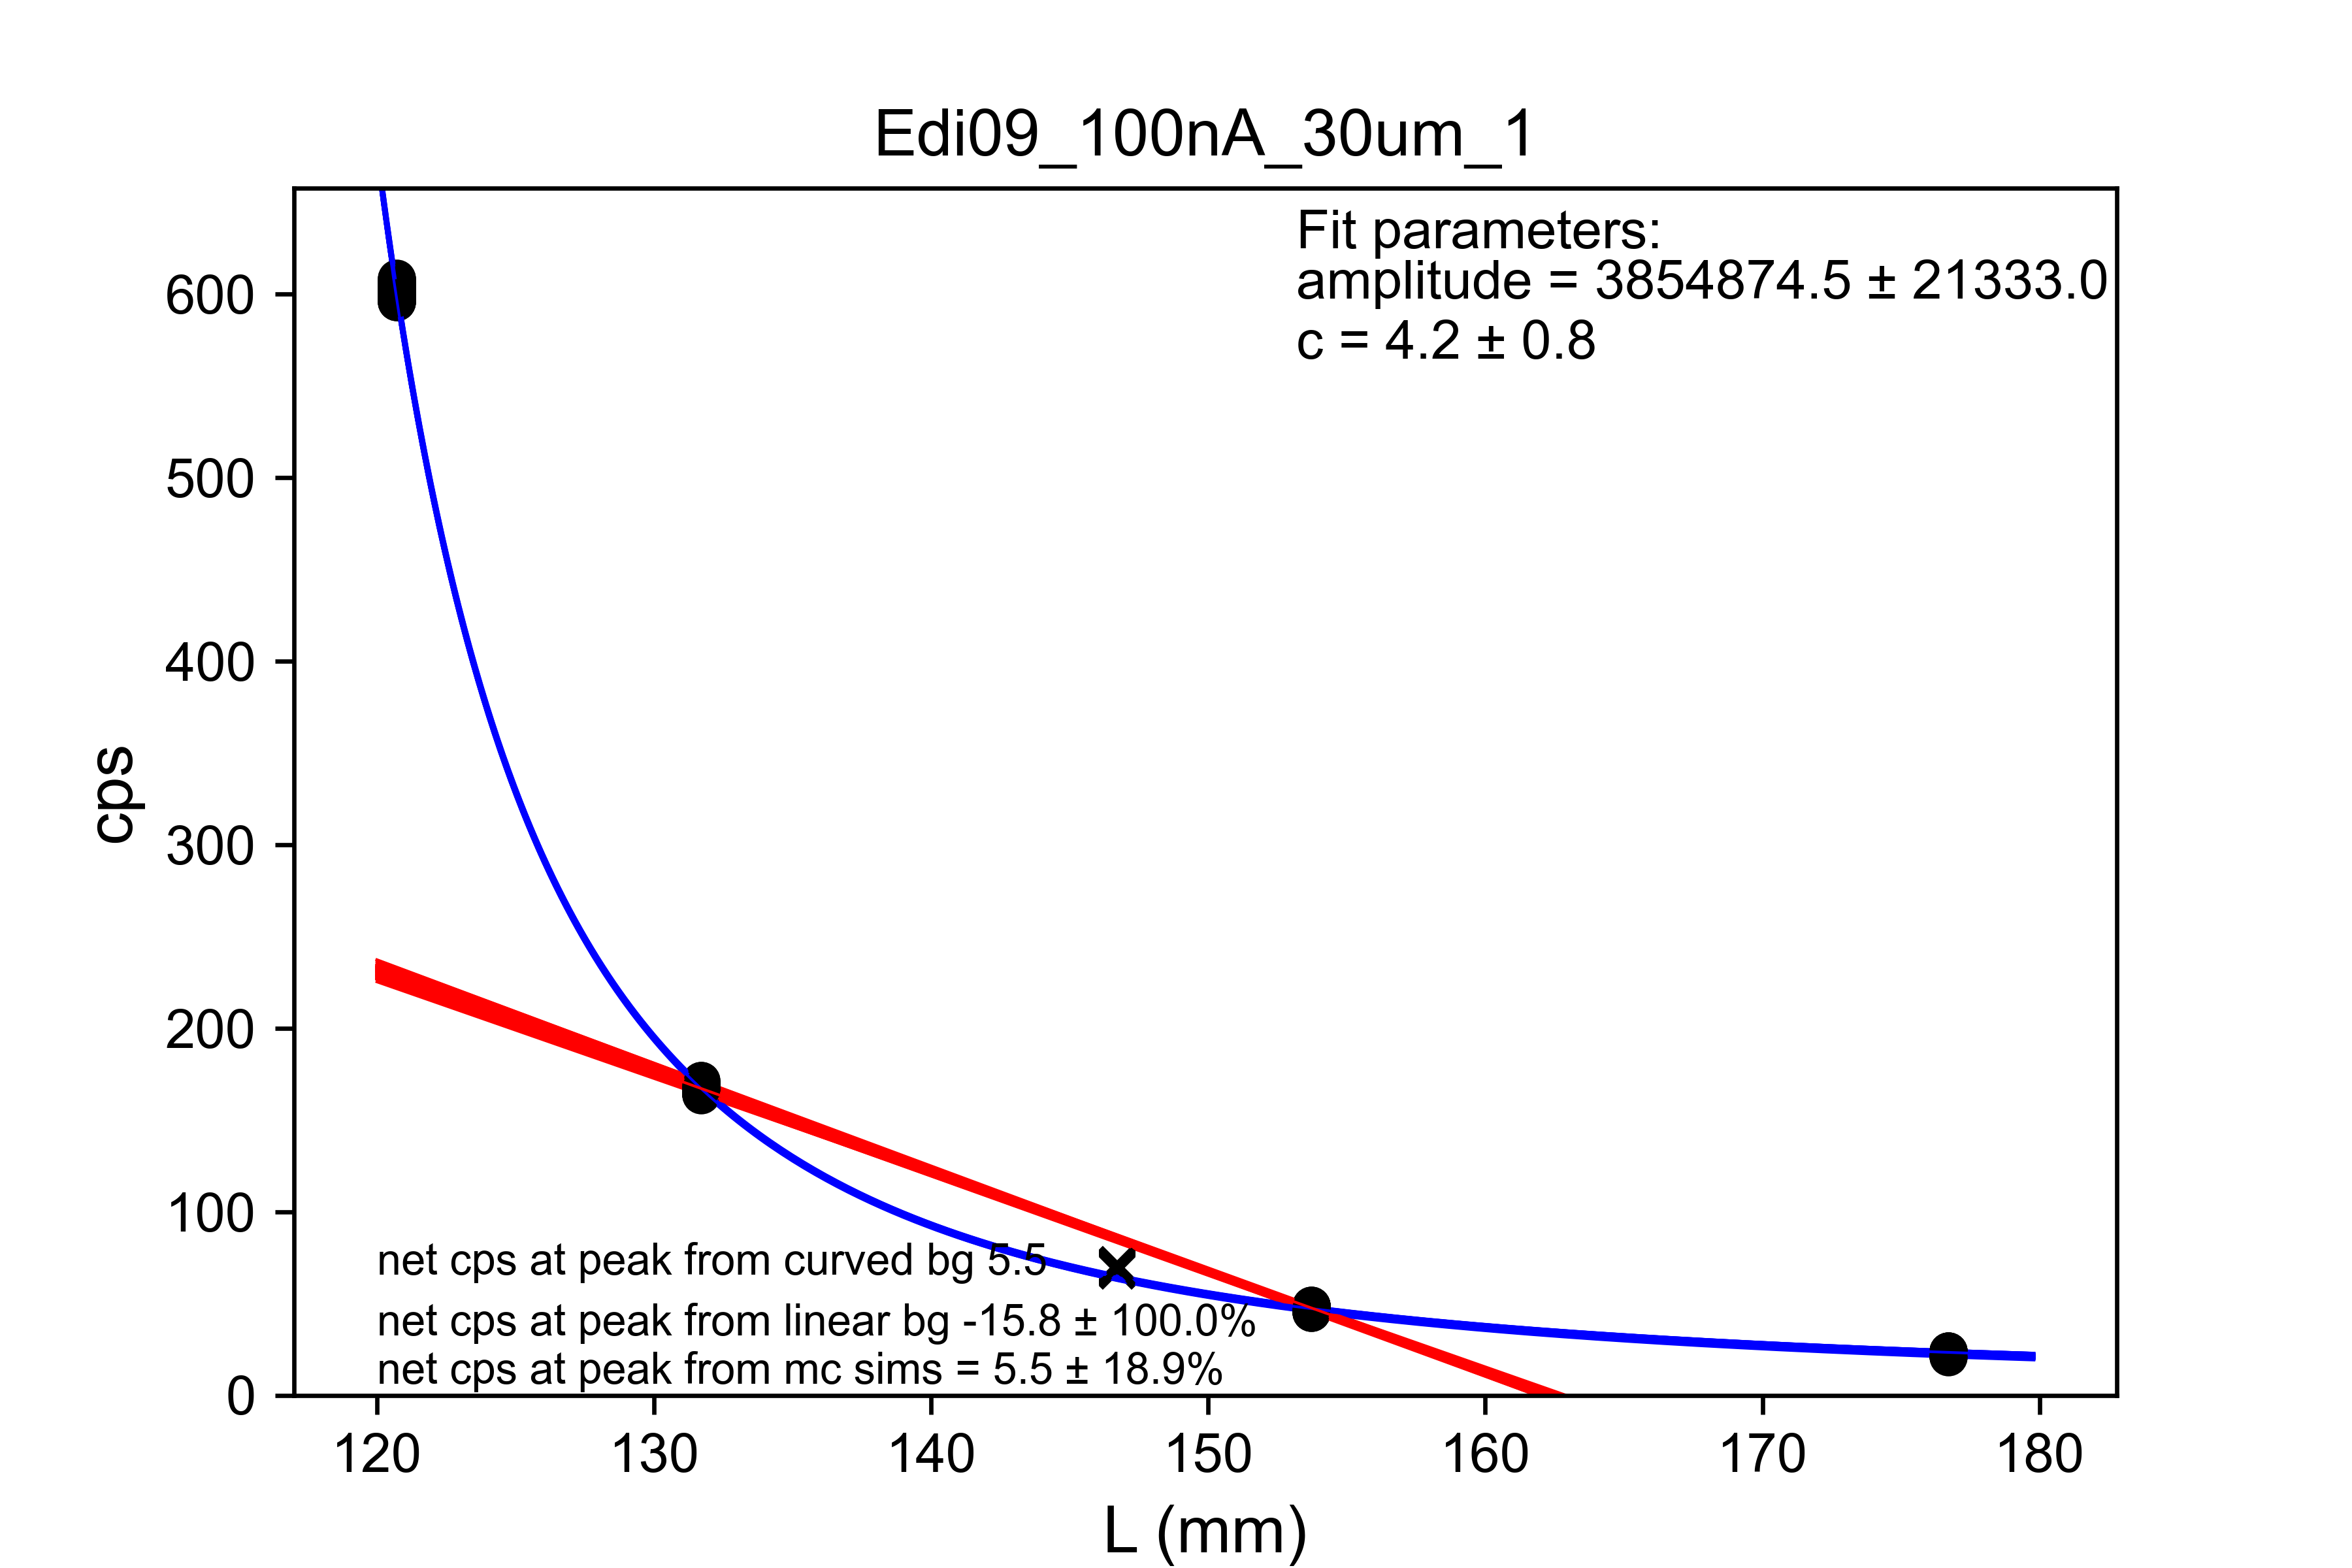 Edi09_100nA_30um_1
Fit parameters:
amplitude = 3854874.5 ± 21333.0
c = 4.2 ± 0.8
600
500
400
300
200
100
0
cps
net cps at peak from curved bg 5.5
net cps at peak from linear bg -15.8 ± 100.0%
net cps at peak from mc sims = 5.5 ± 18.9%
120 130 140 150 160 170 180
L (mm)